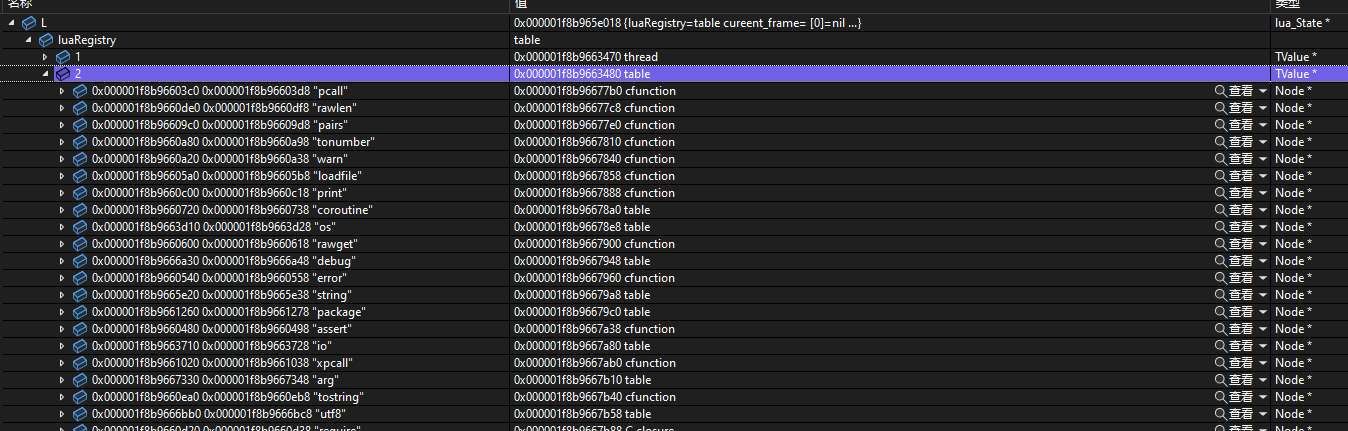 名称 值 类型
L 0x000001f8b965e018 {luaRegistry=table cureent_frame= [0]=nil ...} lua_State *
luaRegistry table
1 0x000001f8b9663470 thread TValue *
2 0x000001f8b9663480 table TValue *
0x000001f8b96603c0 0x000001f8b96603d8 "pcall" 0x000001f8b96677b0 cfunction 查看 Node *
0x000001f8b9660de0 0x000001f8b9660df8 "rawlen" 0x000001f8b96677c8 cfunction 查看 Node *
0x000001f8b96609c0 0x000001f8b96609d8 "pairs" 0x000001f8b96677e0 cfunction 查看 Node *
0x000001f8b9660a80 0x000001f8b9660a98 "tonumber" 0x000001f8b9667810 cfunction 查看 Node *
0x000001f8b9660a20 0x000001f8b9660a38 "warn" 0x000001f8b9667840 cfunction 查看 Node *
0x000001f8b96605a0 0x000001f8b96605b8 "loadfile" 0x000001f8b9667858 cfunction 查看 Node *
0x000001f8b9660c00 0x000001f8b9660c18 "print" 0x000001f8b9667888 cfunction 查看 Node *
0x000001f8b9660720 0x000001f8b9660738 "coroutine" 0x000001f8b96678a0 table 查看 Node *
0x000001f8b9663d10 0x000001f8b9663d28 "os" 0x000001f8b96678e8 table 查看 Node *
0x000001f8b9660600 0x000001f8b9660618 "rawget" 0x000001f8b9667900 cfunction 查看 Node *
0x000001f8b9666a30 0x000001f8b9666a48 "debug" 0x000001f8b9667948 table 查看 Node *
0x000001f8b9660540 0x000001f8b9660558 "error" 0x000001f8b9667960 cfunction 查看 Node *
0x000001f8b9665e20 0x000001f8b9665e38 "string" 0x000001f8b96679a8 table 查看 Node *
0x000001f8b9661260 0x000001f8b9661278 "package" 0x000001f8b96679c0 table 查看 Node *
0x000001f8b9660480 0x000001f8b9660498 "assert" 0x000001f8b9667a38 cfunction 查看 Node *
0x000001f8b9663710 0x000001f8b9663728 "io" 0x000001f8b9667a80 table 查看 Node *
0x000001f8b9661020 0x000001f8b9661038 "xpcall" 0x000001f8b9667ab0 cfunction 查看 Node *
0x000001f8b9667330 0x000001f8b9667348 "arg" 0x000001f8b9667b10 table 查看 Node *
0x000001f8b9660ea0 0x000001f8b9660eb8 "tostring" 0x000001f8b9667b40 cfunction 查看 Node *
0x000001f8b9666bb0 0x000001f8b9666bc8 "utf8" 0x000001f8b9667b58 table 查看 Node *
0x000001f8b9660d20 0x000001f8b9660d38 "require" 0x000001f8b9667b88 C closure 查看 Node *